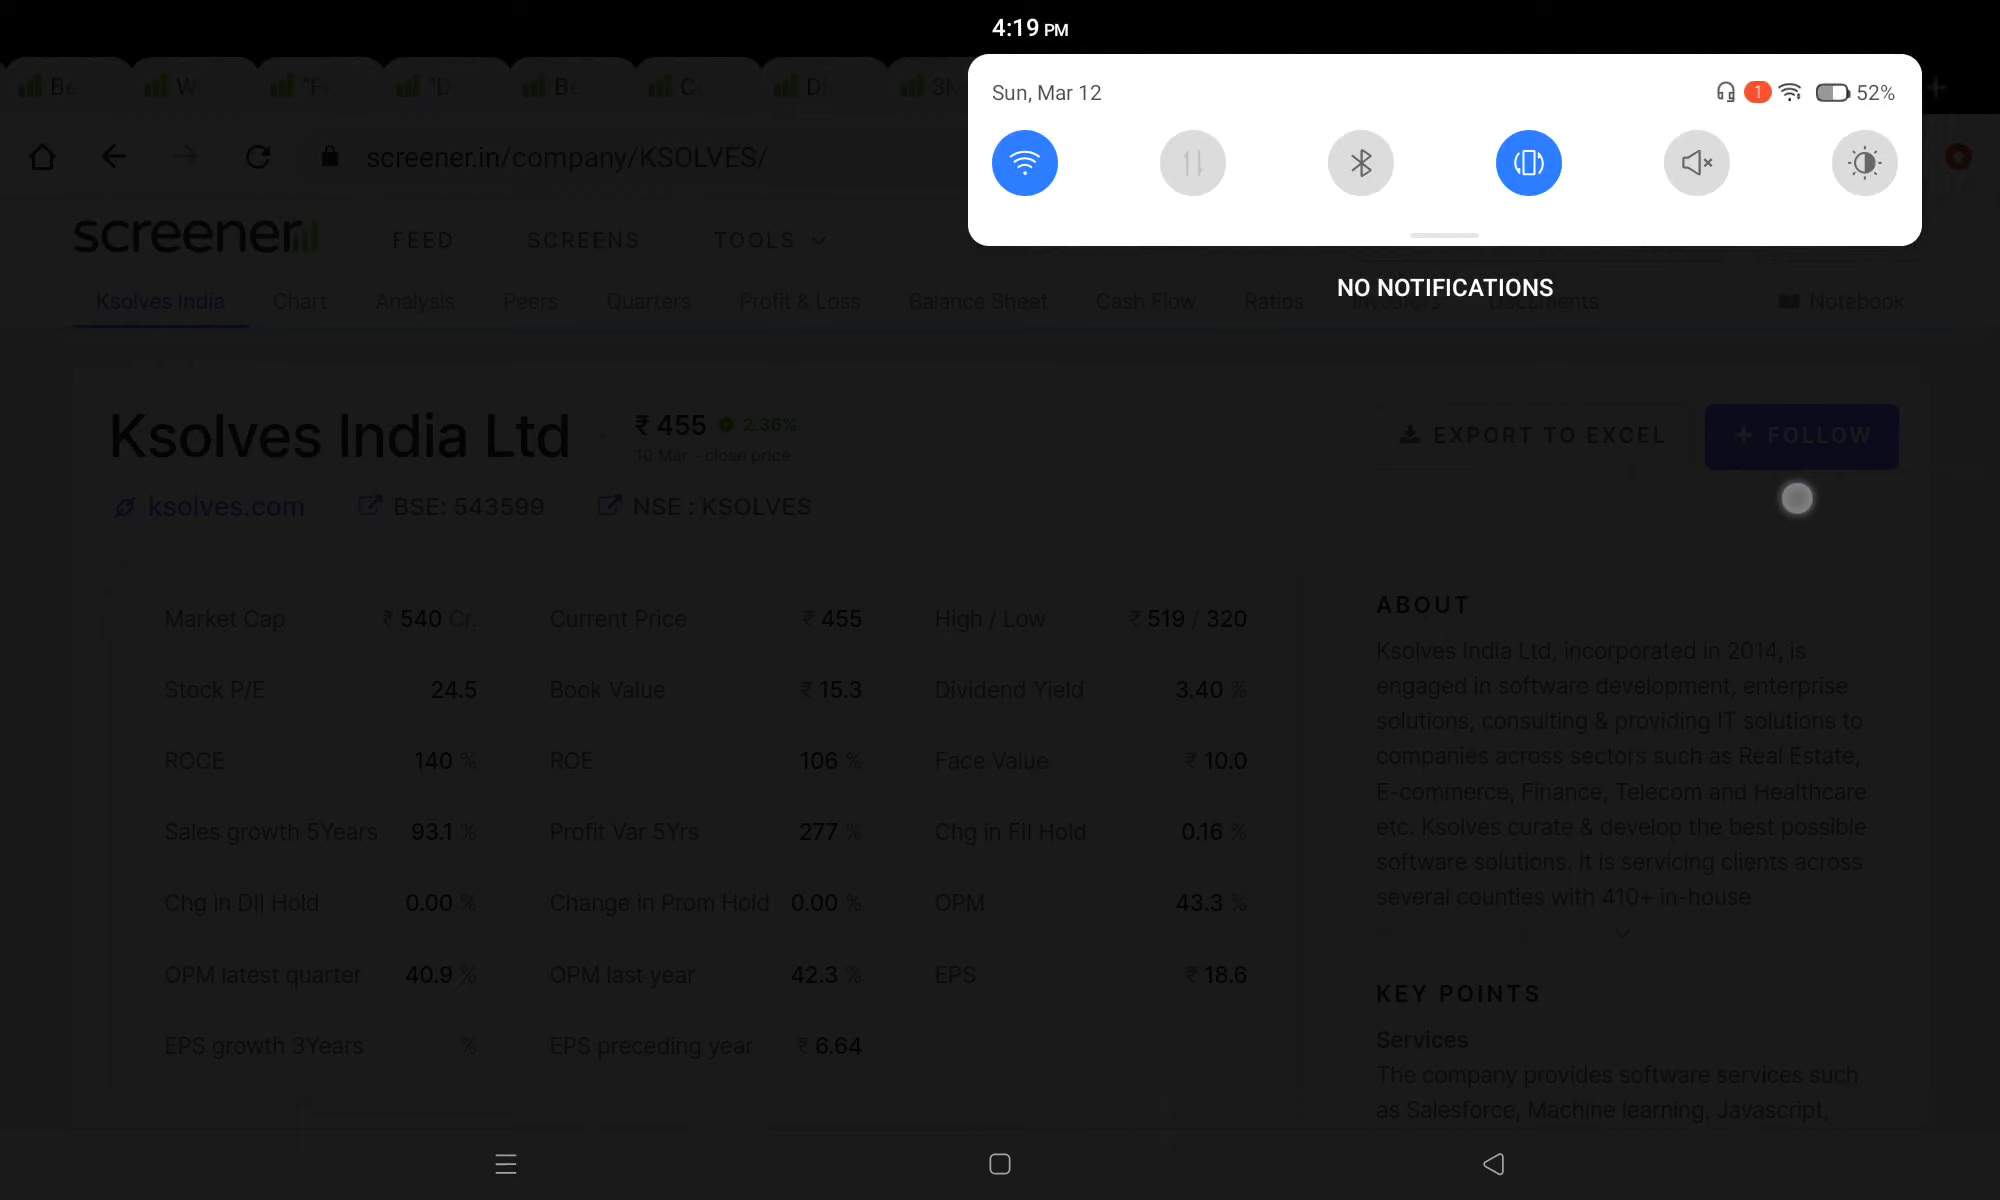 4:19 PM
Sun, Mar 12
1
52%
NO NOTIFICATIONS
Be
W
"F
"D
Be
C
D
3M
screener.in/company/KSOLVES/
screener
FEED
SCREENS
TOOLS
Ksolves India
Chart
Analysis
Peers
Quarters
Profit & Loss
Balance Sheet
Cash Flow
Ratios
Investors
Documents
Notebook
Ksolves India Ltd
₹ 455
2.36%
10 Mar - close price
EXPORT TO EXCEL
+ FOLLOW
ksolves.com
BSE: 543599
NSE : KSOLVES
Market Cap ₹ 540 Cr.
Current Price ₹ 455
High / Low ₹ 519 / 320
Stock P/E 24.5
Book Value ₹ 15.3
Dividend Yield 3.40 %
ROCE 140 %
ROE 106 %
Face Value ₹ 10.0
Sales growth 5Years 93.1 %
Profit Var 5Yrs 277 %
Chg in FII Hold 0.16 %
Chg in DII Hold 0.00 %
Change in Prom Hold 0.00 %
OPM 43.3 %
OPM latest quarter 40.9 %
OPM last year 42.3 %
EPS ₹ 18.6
EPS growth 3Years %
EPS preceding year ₹ 6.64
ABOUT
Ksolves India Ltd, incorporated in 2014, is
engaged in software development, enterprise
solutions, consulting & providing IT solutions to
companies across sectors such as Real Estate,
E-commerce, Finance, Telecom and Healthcare
etc. Ksolves curate & develop the best possible
software solutions. It is servicing clients across
several counties with 410+ in-house
KEY POINTS
Services
The company provides software services such
as Salesforce, Machine learning, Javascript,